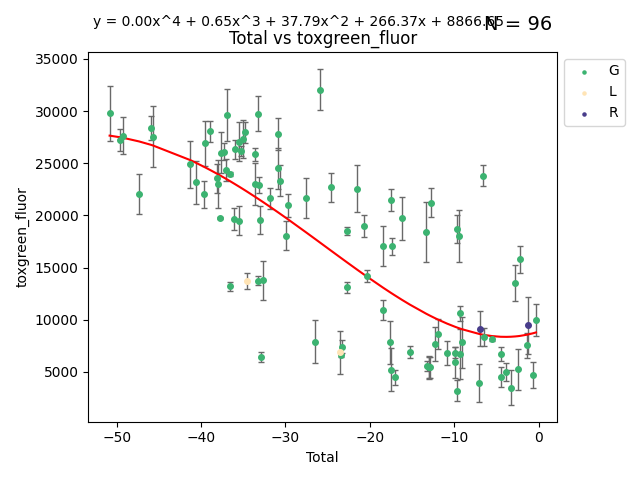 y = 0.00x^4 + 0.65x^3 + 37.79x^2 + 266.37x + 8866.65
N = 96
Total vs toxgreen_fluor
35000
30000
25000
20000
15000
10000
5000
toxgreen_fluor
−50
−40
−30
−20
−10
0
Total
G
L
R